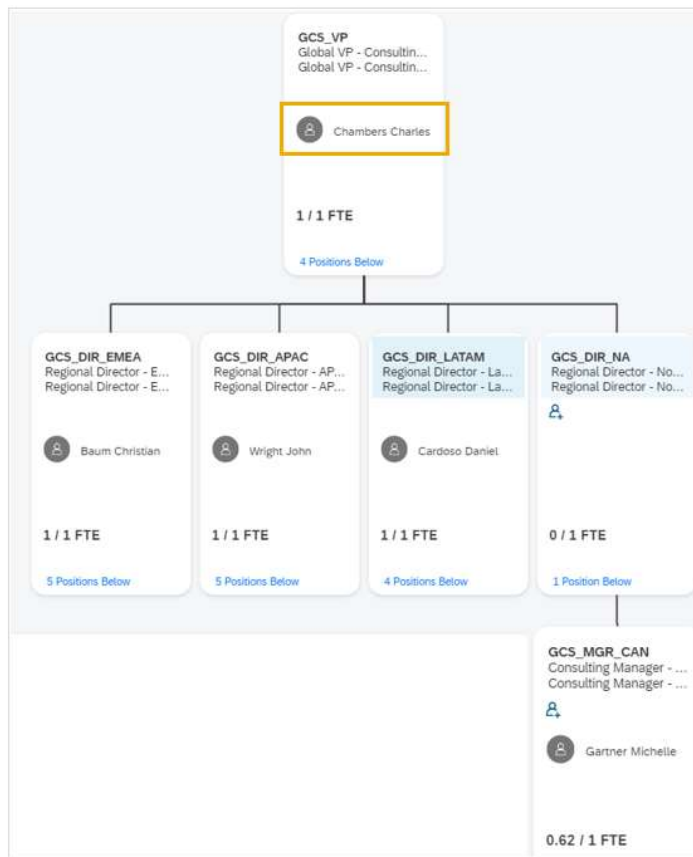 GCS_VP
Global VP - Consultin...
Global VP - Consultin...
Chambers Charles
1 / 1 FTE
4 Positions Below
GCS_DIR_EMEA
Regional Director - E...
Regional Director - E...
Baum Christian
1 / 1 FTE
5 Positions Below
GCS_DIR_APAC
Regional Director - AP...
Regional Director - AP...
Wright John
1 / 1 FTE
5 Positions Below
GCS_DIR_LATAM
Regional Director - La...
Regional Director - La...
Cardoso Daniel
1 / 1 FTE
4 Positions Below
GCS_DIR_NA
Regional Director - No...
Regional Director - No...
0 / 1 FTE
1 Position Below
GCS_MGR_CAN
Consulting Manager - ...
Consulting Manager - ...
Gartner Michelle
0.62 / 1 FTE